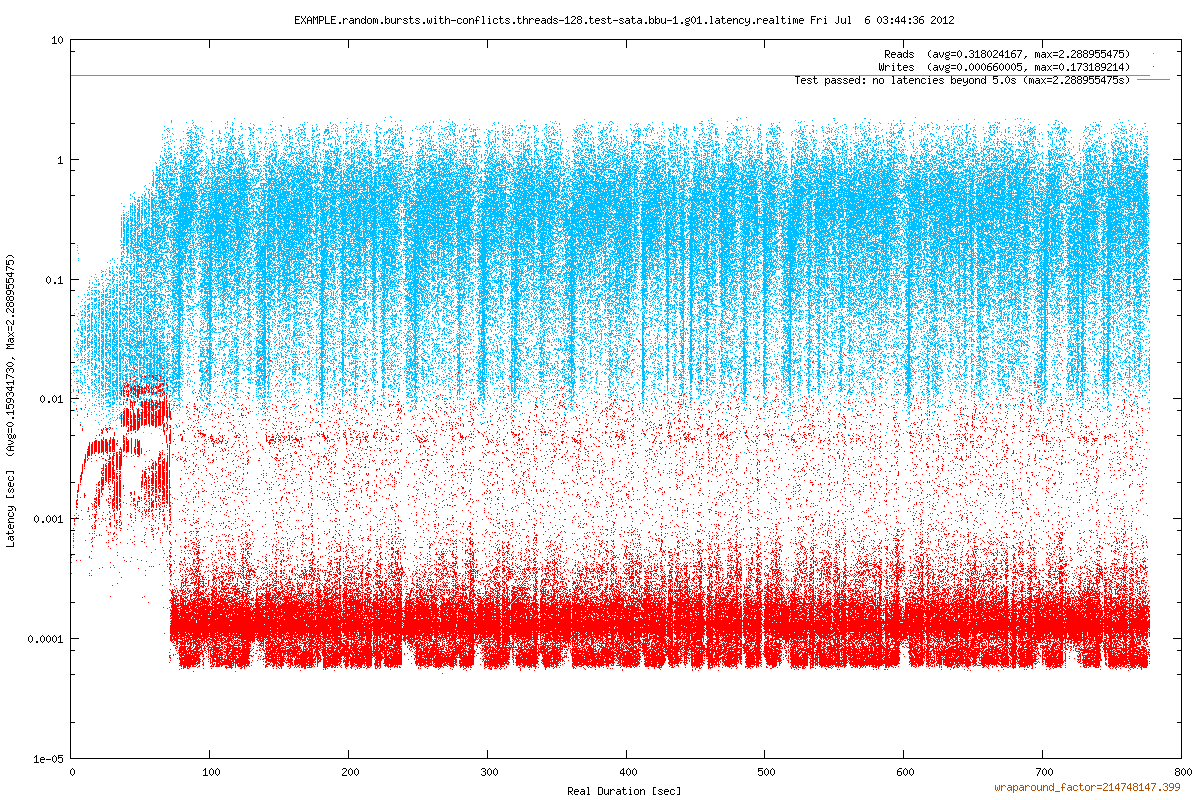 EXAMPLE.random.bursts.with-conflicts.threads-128.test-sata.bbu-1.g01.latency.realtime Fri Jul  6 03:44:36 2012
Reads  (avg=0.318024167, max=2.288955475)
Writes  (avg=0.000660005, max=0.173189214)
Test passed: no latencies beyond 5.0s (max=2.288955475s)
10
1
0.1
0.01
0.001
0.0001
1e-05
Latency [sec]  (Avg=0.159341730, Max=2.288955475)
0 100 200 300 400 500 600 700 800
Real Duration [sec]
wraparound_factor=214748147.399